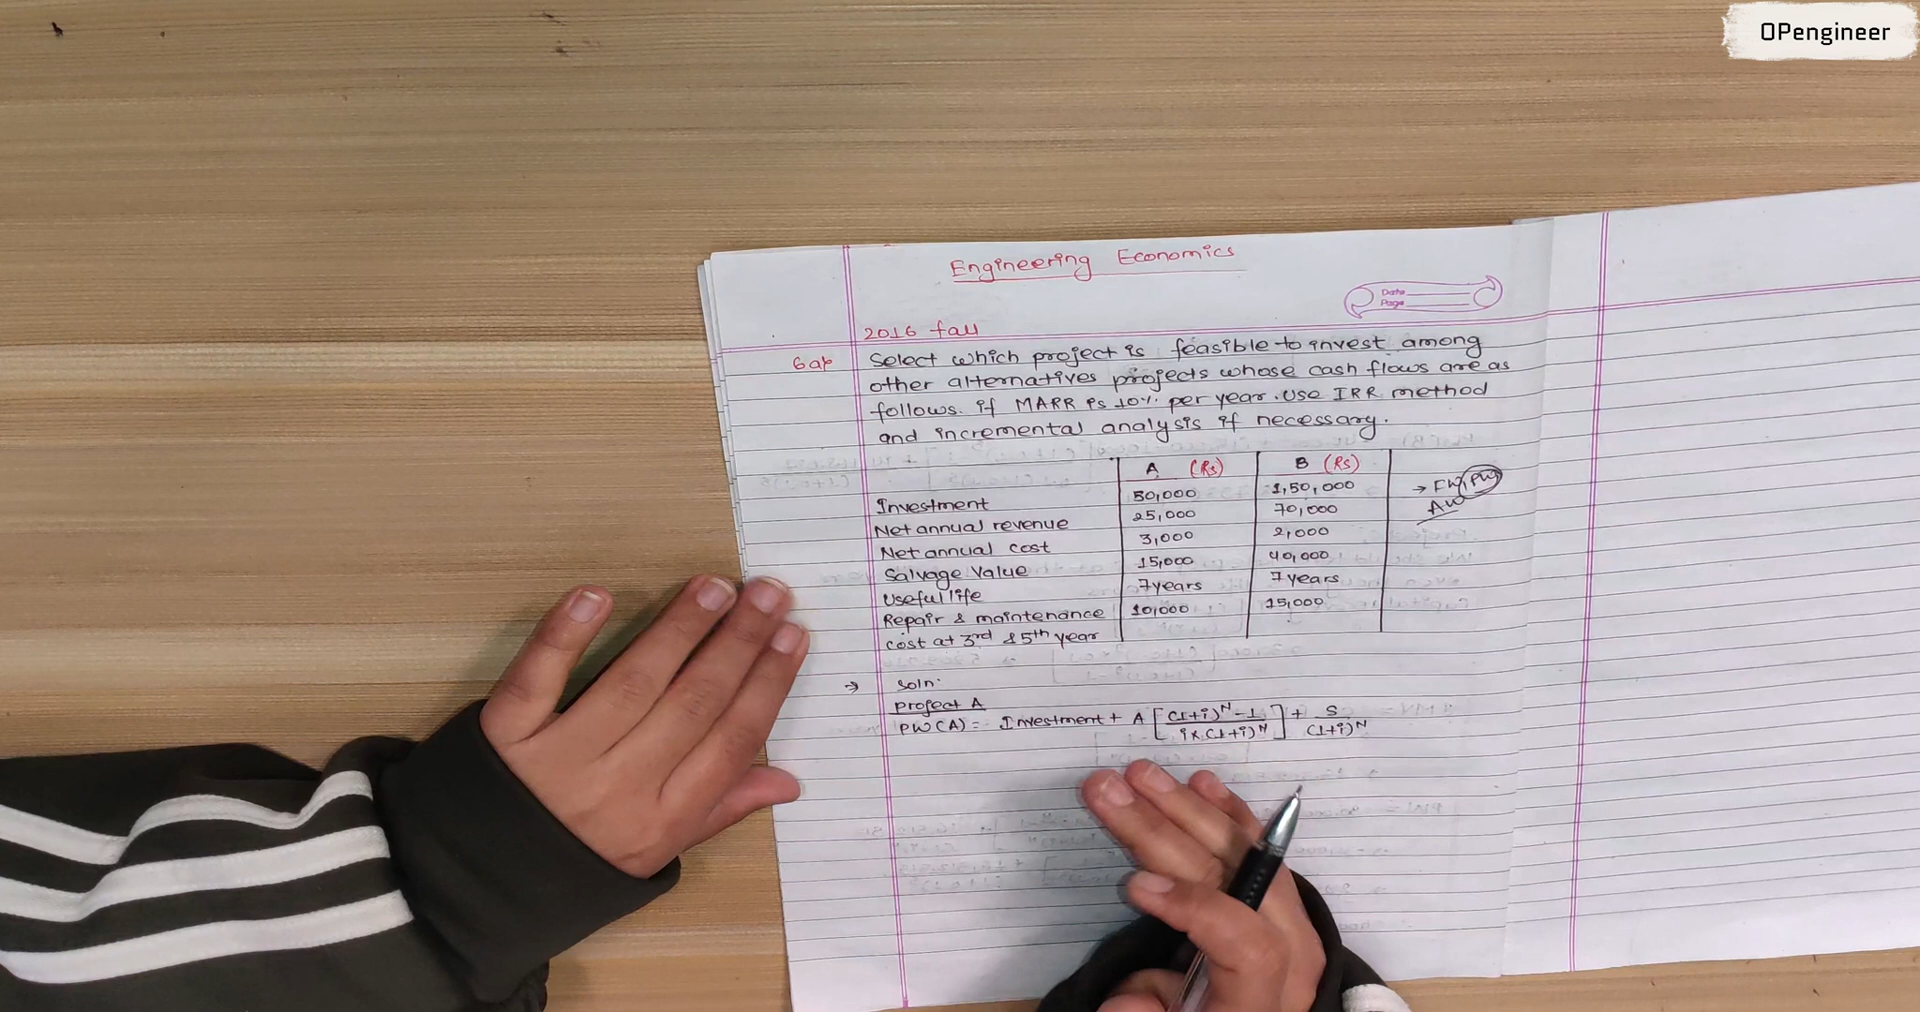 OPengineer
Engineering Economics
Date
Page
2016 fall
6a)
Select which project is feasible to invest among
other alternatives projects whose cash flows are as
follows. if MARR is 10% per year. Use IRR method
and incremental analysis if necessary.
A (Rs) B (Rs)
Investment 50,000 1,50,000 → FW, PW
Net annual revenue 25,000 70,000 AW
Net annual cost 3,000 2,000
Salvage Value 15,000 40,000
Useful life 7years 7years
Repair & maintenance 10,000 15,000
cost at 3rd & 5th year
→ Soln:
Project A
PW(A) = - Investment + A [(1+i)^N - 1 / i×(1+i)^N] + S / (1+i)^N